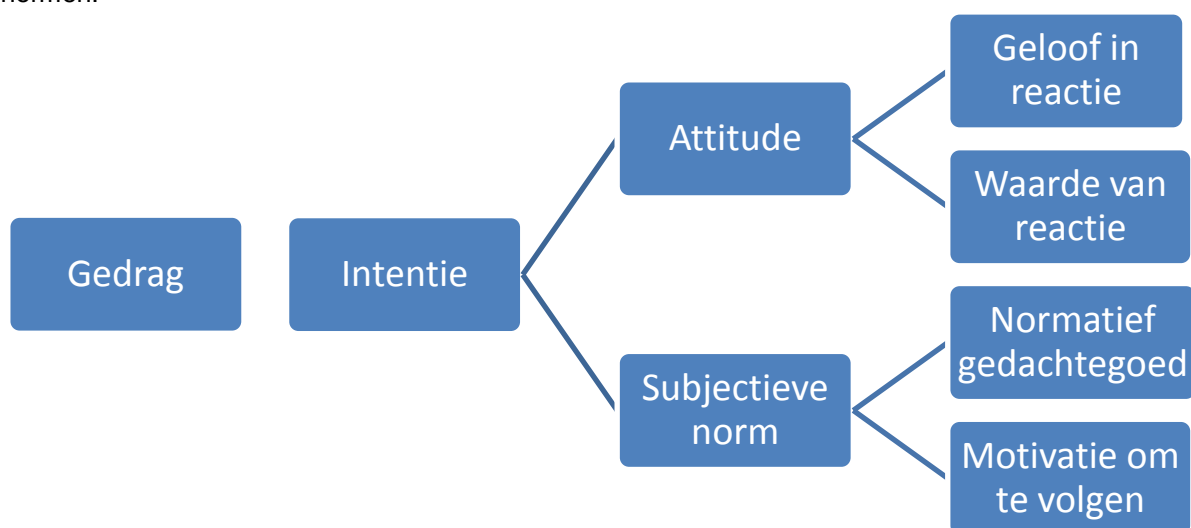 Geloof in
reactie
Attitude
Waarde van
reactie
Gedrag
Intentie
Normatief
gedachtegoed
Subjectieve
norm
Motivatie om
te volgen